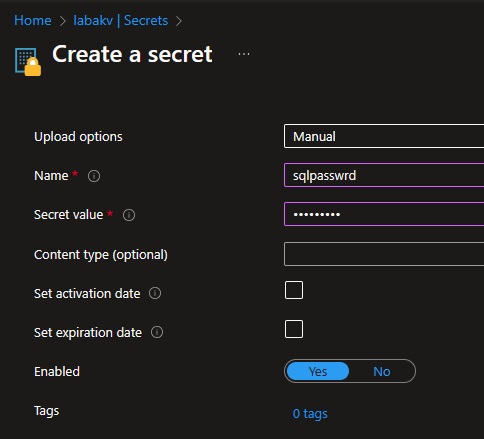 Home > labakv | Secrets >
Create a secret ...
Upload options Manual
Name * sqlpasswrd
Secret value * •••••••••
Content type (optional)
Set activation date
Set expiration date
Enabled Yes No
Tags 0 tags